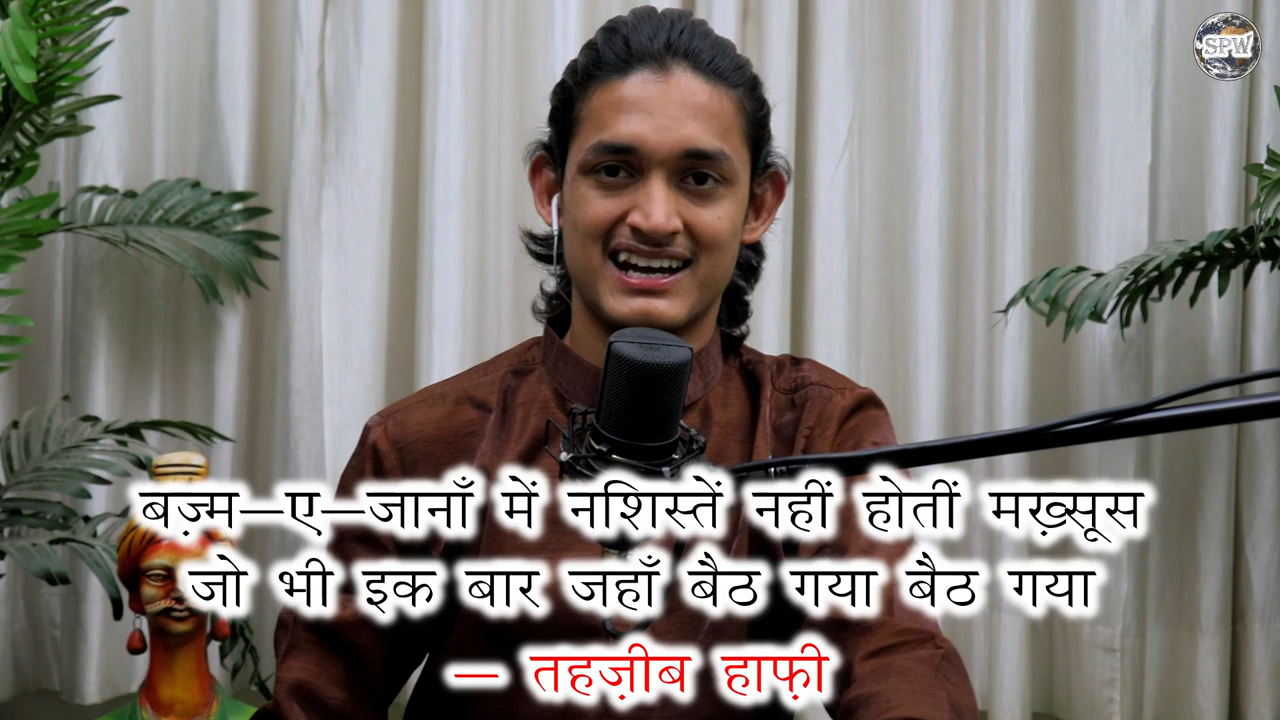 SPW
बज़्म—ए—जानाँ में नशिस्तें नहीं होतीं मख़्सूस
जो भी इक बार जहाँ बैठ गया बैठ गया
— तहज़ीब हाफ़ी